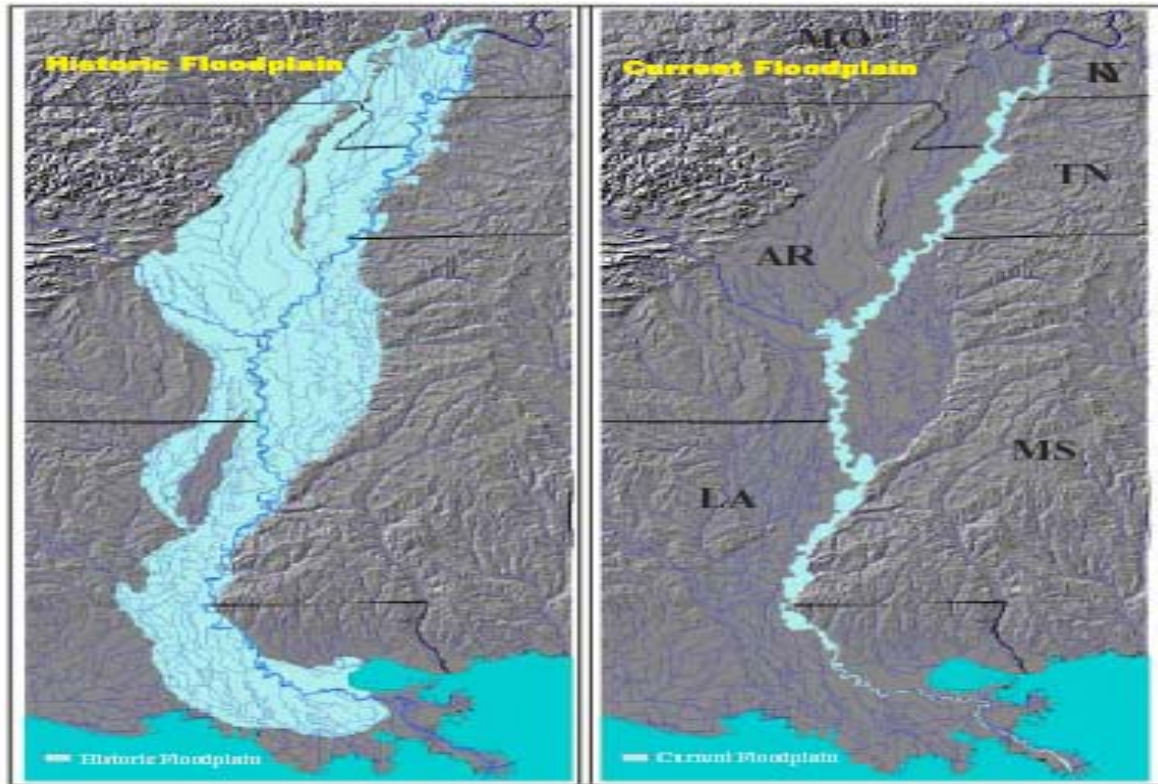 Historic Floodplain
Historic Floodplain
MO
Current Floodplain
KY
TN
AR
MS
LA
Current Floodplain